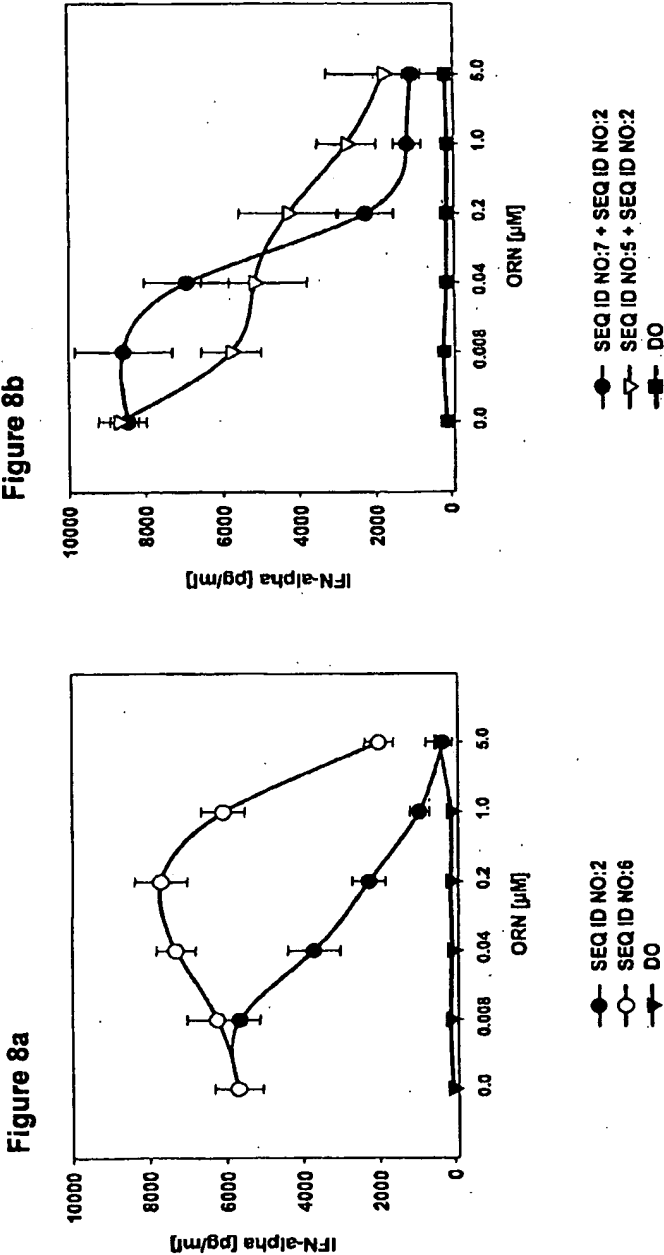 Figure 8a
10000
8000
6000
4000
2000
0
IFN-alpha [pg/ml]
0.0
0.008
0.04
0.2
1.0
5.0
ORN [µM]
SEQ ID NO:2
SEQ ID NO:6
DO
Figure 8b
10000
8000
6000
4000
2000
0
IFN-alpha [pg/ml]
0.0
0.008
0.04
0.2
1.0
5.0
ORN [µM]
SEQ ID NO:7 + SEQ ID NO:2
SEQ ID NO:5 + SEQ ID NO:2
DO